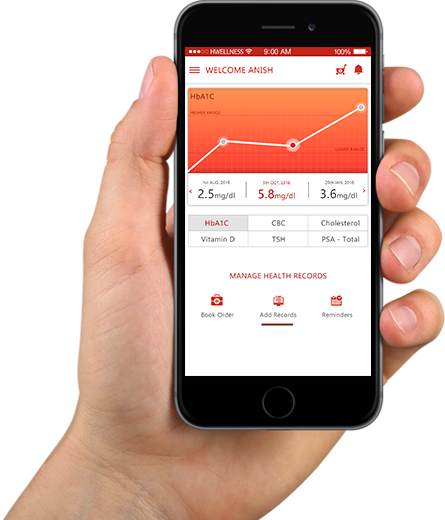 HWELLNESS 9:00 AM 100%
WELCOME ANISH
HbA1C
HIGHER RANGE
LOWER RANGE
1st AUG, 2016 5th OCT, 2016 25th JAN, 2016
2.5mg/dl 5.8mg/dl 3.6mg/dl
HbA1C CBC Cholesterol
Vitamin D TSH PSA - Total
MANAGE HEALTH RECORDS
Book Order Add Records Reminders